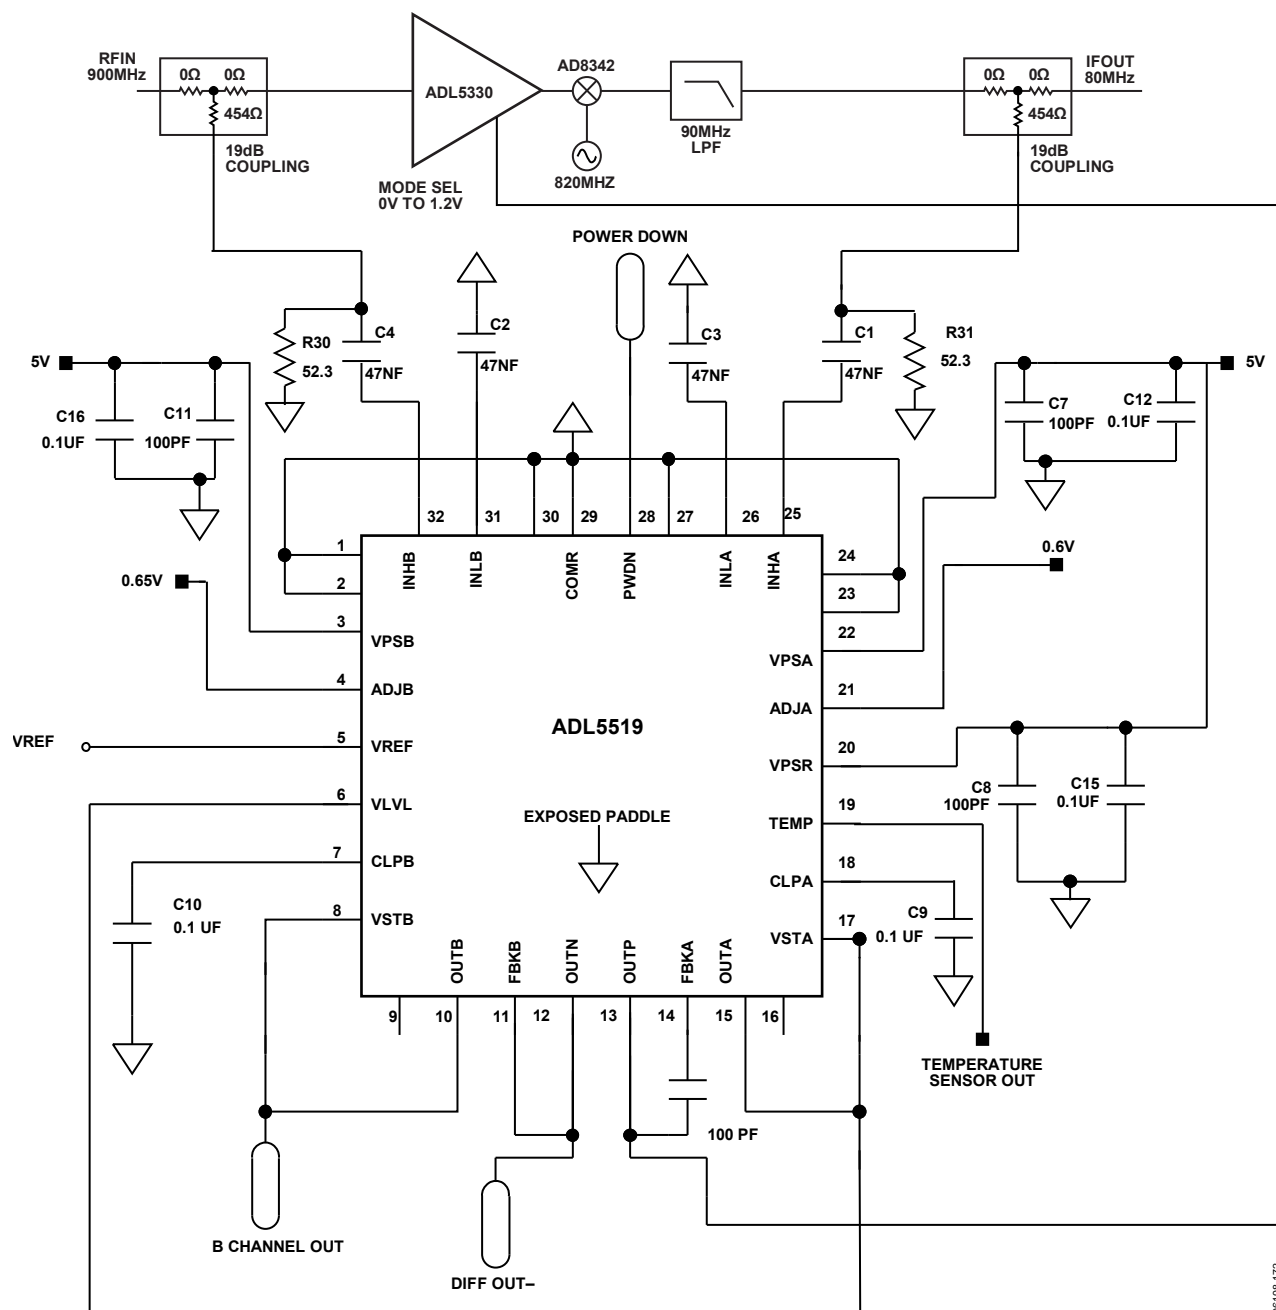 RFIN
900MHz
0Ω 0Ω
454Ω
19dB
COUPLING
ADL5330
MODE SEL
0V TO 1.2V
AD8342
820MHZ
90MHz
LPF
0Ω 0Ω
454Ω
19dB
COUPLING
IFOUT
80MHz
POWER DOWN
R30
52.3
C4
47NF
C2
47NF
C3
47NF
C1
47NF
R31
52.3
5V
C16
0.1UF
C11
100PF
C7
100PF
C12
0.1UF
5V
32 31 30 29 28 27 26 25
INHB INLB COMR PWDN INLA INHA
0.65V
0.6V
1
2
3 VPSB
4 ADJB
VREF
5 VREF
6 VLVL
7 CLPB
8 VSTB
24
23
22
VPSA
21
ADJA
20
VPSR
19
TEMP
18
CLPA
17
VSTA
ADL5519
EXPOSED PADDLE
C8
100PF
C15
0.1UF
C10
0.1 UF
C9
0.1 UF
OUTB FBKB OUTN OUTP FBKA OUTA
9 10 11 12 13 14 15 16
TEMPERATURE
SENSOR OUT
100 PF
B CHANNEL OUT
DIFF OUT–